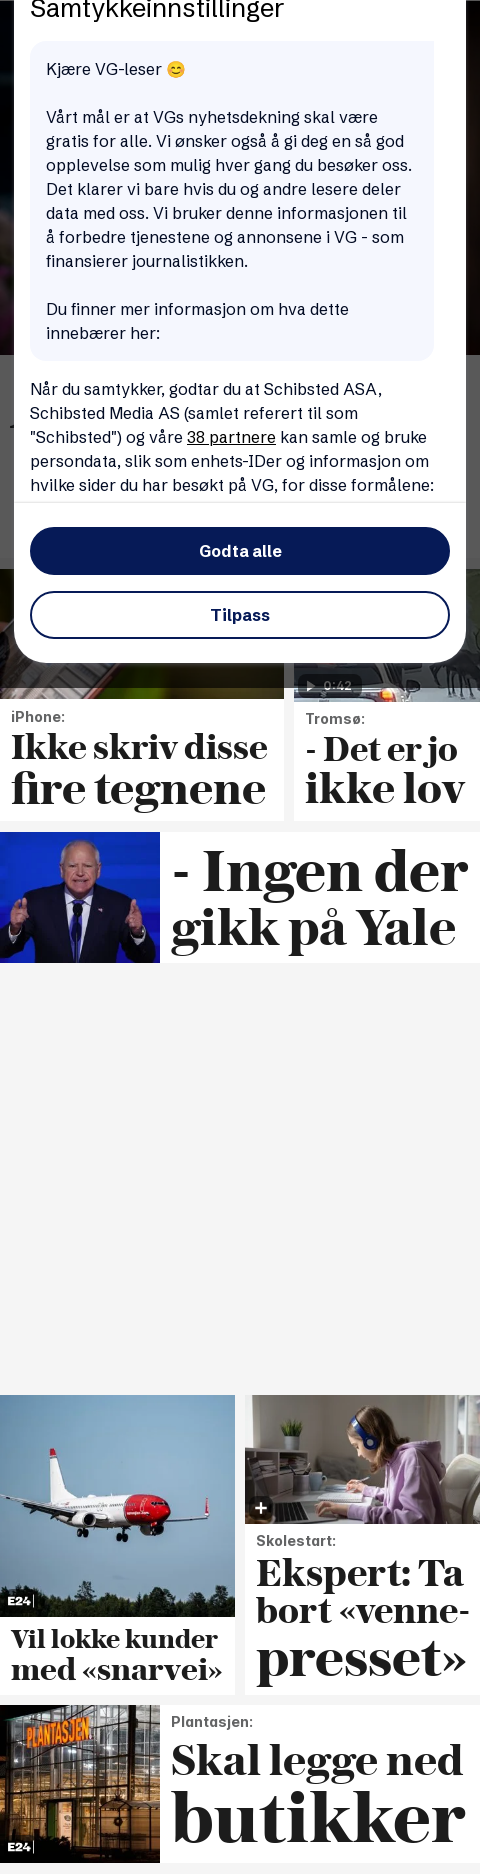 Samtykkeinnstillinger
Kjære VG-leser 😊
Vårt mål er at VGs nyhetsdekning skal være
gratis for alle. Vi ønsker også å gi deg en så god
opplevelse som mulig hver gang du besøker oss.
Det klarer vi bare hvis du og andre lesere deler
data med oss. Vi bruker denne informasjonen til
å forbedre tjenestene og annonsene i VG - som
finansierer journalistikken.
Du finner mer informasjon om hva dette
innebærer her:
Når du samtykker, godtar du at Schibsted ASA,
Schibsted Media AS (samlet referert til som
"Schibsted") og våre 38 partnere kan samle og bruke
persondata, slik som enhets-IDer og informasjon om
hvilke sider du har besøkt på VG, for disse formålene:
Godta alle
Tilpass
0:42
iPhone:
Ikke skriv disse
fire tegnene
Tromsø:
- Det er jo
ikke lov
- Ingen der
gikk på Yale
E24
Vil lokke kunder
med «snarvei»
Skolestart:
Ekspert: Ta
bort «venne-
presset»
PLANTASJEN
E24
Plantasjen:
Skal legge ned
butikker